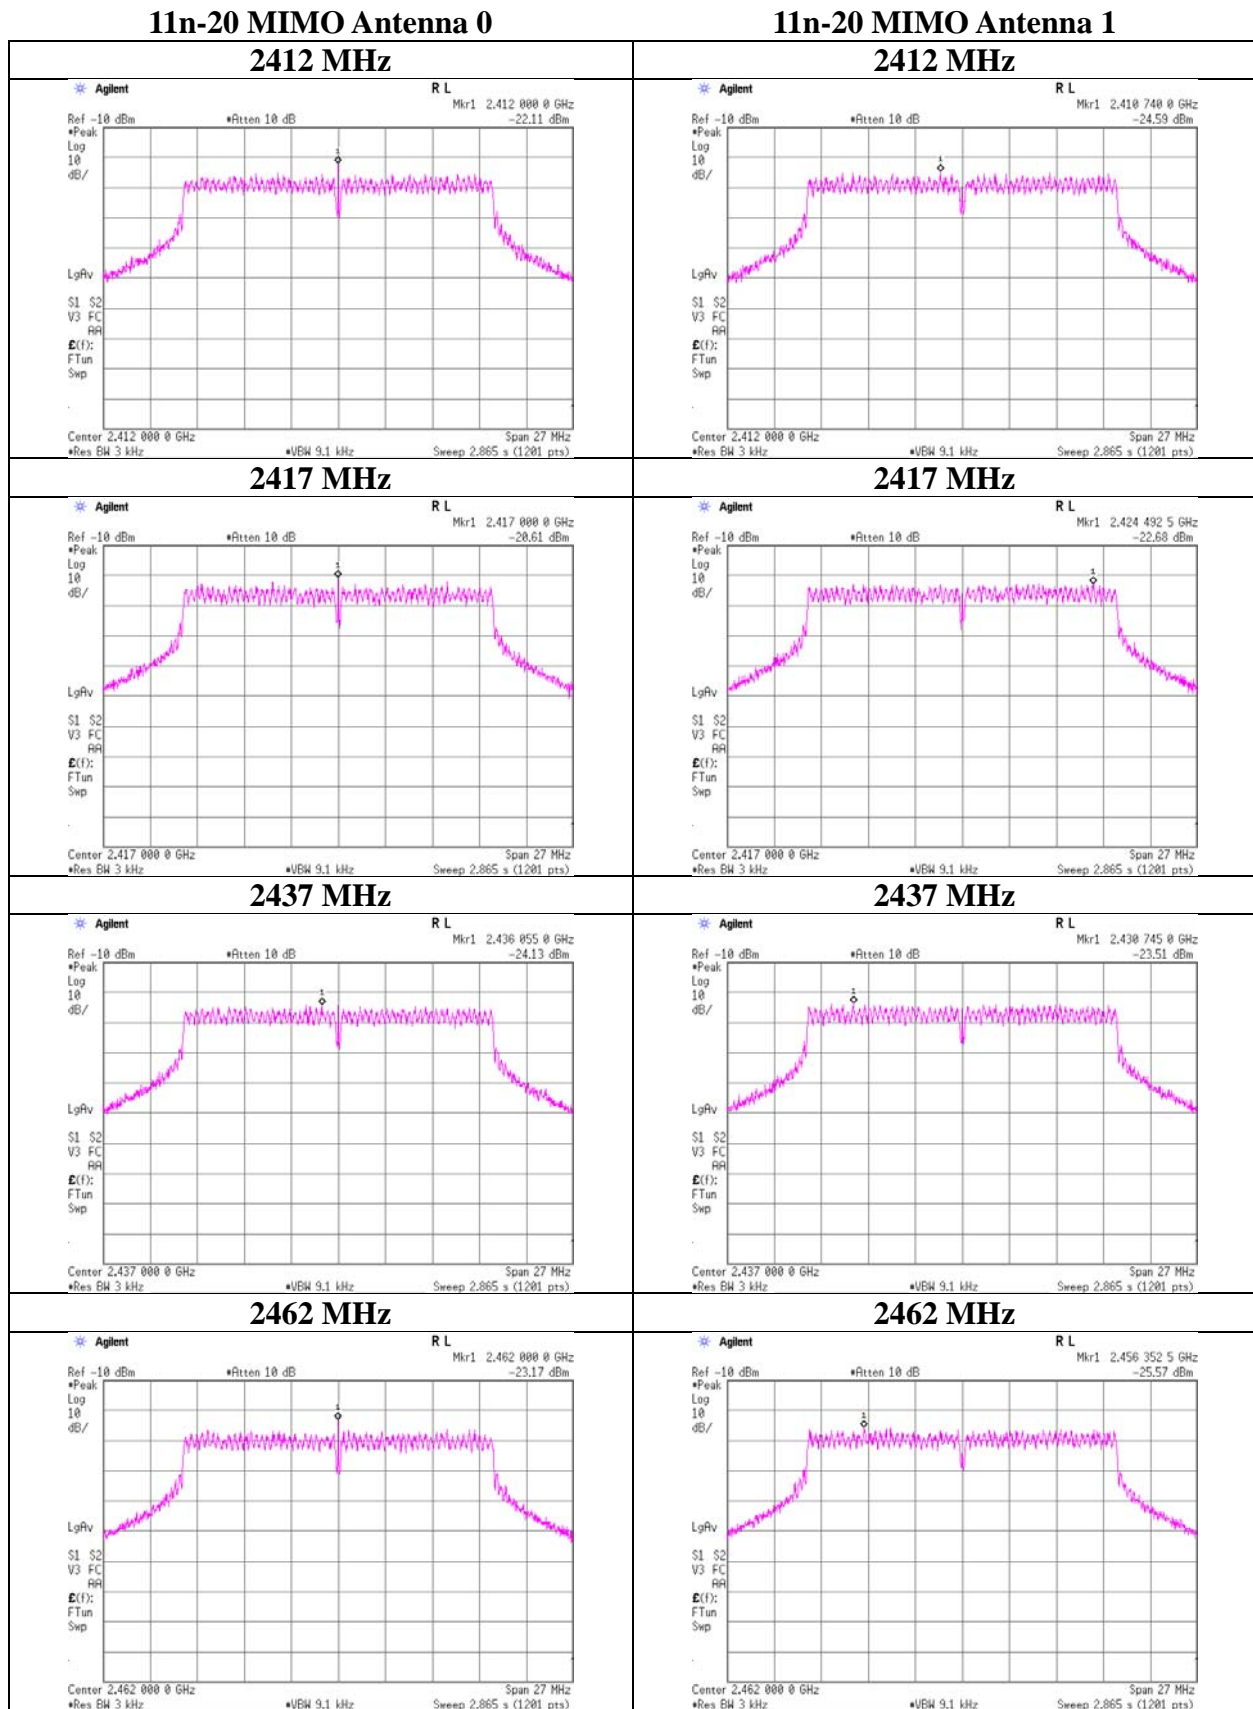 11n-20 MIMO Antenna 0 11n-20 MIMO Antenna 1
2412 MHz 2412 MHz
Agilent R L
Mkr1 2.412 000 0 GHz
Ref -10 dBm #Atten 10 dB -22.11 dBm
#Peak
Log
10
dB/
1
LgAv
S1 S2
V3 FC
AA
£(f):
FTun
Swp
Center 2.412 000 0 GHz Span 27 MHz
#Res BW 3 kHz #VBW 9.1 kHz Sweep 2.865 s (1201 pts)
Agilent R L
Mkr1 2.410 740 0 GHz
Ref -10 dBm #Atten 10 dB -24.59 dBm
#Peak
Log
10
dB/
1
LgAv
S1 S2
V3 FC
AA
£(f):
FTun
Swp
Center 2.412 000 0 GHz Span 27 MHz
#Res BW 3 kHz #VBW 9.1 kHz Sweep 2.865 s (1201 pts)
2417 MHz 2417 MHz
Agilent R L
Mkr1 2.417 000 0 GHz
Ref -10 dBm #Atten 10 dB -20.61 dBm
#Peak
Log
10
dB/
1
LgAv
S1 S2
V3 FC
AA
£(f):
FTun
Swp
Center 2.417 000 0 GHz Span 27 MHz
#Res BW 3 kHz #VBW 9.1 kHz Sweep 2.865 s (1201 pts)
Agilent R L
Mkr1 2.424 492 5 GHz
Ref -10 dBm #Atten 10 dB -22.68 dBm
#Peak
Log
10
dB/
1
LgAv
S1 S2
V3 FC
AA
£(f):
FTun
Swp
Center 2.417 000 0 GHz Span 27 MHz
#Res BW 3 kHz #VBW 9.1 kHz Sweep 2.865 s (1201 pts)
2437 MHz 2437 MHz
Agilent R L
Mkr1 2.436 055 0 GHz
Ref -10 dBm #Atten 10 dB -24.13 dBm
#Peak
Log
10
dB/
1
LgAv
S1 S2
V3 FC
AA
£(f):
FTun
Swp
Center 2.437 000 0 GHz Span 27 MHz
#Res BW 3 kHz #VBW 9.1 kHz Sweep 2.865 s (1201 pts)
Agilent R L
Mkr1 2.430 745 0 GHz
Ref -10 dBm #Atten 10 dB -23.51 dBm
#Peak
Log
10
dB/
1
LgAv
S1 S2
V3 FC
AA
£(f):
FTun
Swp
Center 2.437 000 0 GHz Span 27 MHz
#Res BW 3 kHz #VBW 9.1 kHz Sweep 2.865 s (1201 pts)
2462 MHz 2462 MHz
Agilent R L
Mkr1 2.462 000 0 GHz
Ref -10 dBm #Atten 10 dB -23.17 dBm
#Peak
Log
10
dB/
1
LgAv
S1 S2
V3 FC
AA
£(f):
FTun
Swp
Center 2.462 000 0 GHz Span 27 MHz
#Res BW 3 kHz #VBW 9.1 kHz Sweep 2.865 s (1201 pts)
Agilent R L
Mkr1 2.456 352 5 GHz
Ref -10 dBm #Atten 10 dB -25.57 dBm
#Peak
Log
10
dB/
1
LgAv
S1 S2
V3 FC
AA
£(f):
FTun
Swp
Center 2.462 000 0 GHz Span 27 MHz
#Res BW 3 kHz #VBW 9.1 kHz Sweep 2.865 s (1201 pts)